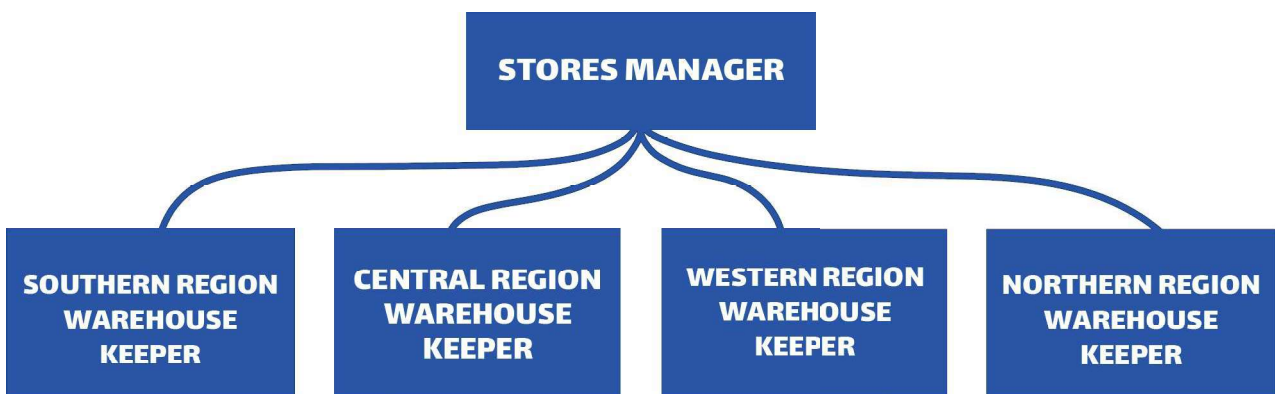 STORES MANAGER
SOUTHERN REGION
WAREHOUSE
KEEPER
CENTRAL REGION
WAREHOUSE
KEEPER
WESTERN REGION
WAREHOUSE
KEEPER
NORTHERN REGION
WAREHOUSE
KEEPER